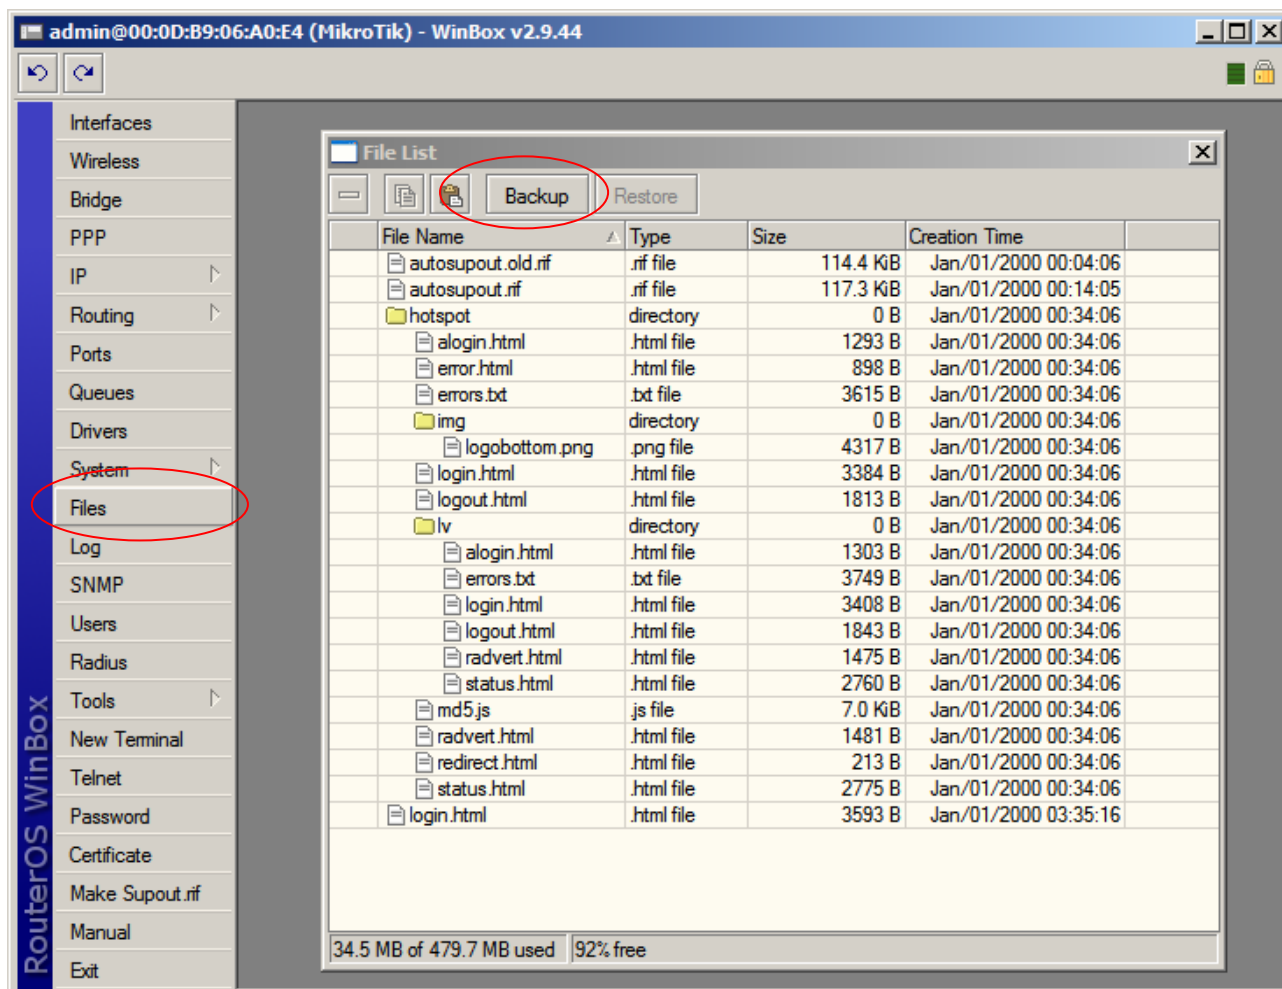 admin@00:0D:B9:06:A0:E4 (MikroTik) - WinBox v2.9.44
Interfaces
Wireless
Bridge
PPP
IP
Routing
Ports
Queues
Drivers
System
Files
Log
SNMP
Users
Radius
Tools
New Terminal
Telnet
Password
Certificate
Make Supout.rif
Manual
Exit
RouterOS WinBox
File List
Backup Restore
File Name Type Size Creation Time
autosupout.old.rif .rif file 114.4 KiB Jan/01/2000 00:04:06
autosupout.rif .rif file 117.3 KiB Jan/01/2000 00:14:05
hotspot directory 0 B Jan/01/2000 00:34:06
alogin.html .html file 1293 B Jan/01/2000 00:34:06
error.html .html file 898 B Jan/01/2000 00:34:06
errors.txt .txt file 3615 B Jan/01/2000 00:34:06
img directory 0 B Jan/01/2000 00:34:06
logobottom.png .png file 4317 B Jan/01/2000 00:34:06
login.html .html file 3384 B Jan/01/2000 00:34:06
logout.html .html file 1813 B Jan/01/2000 00:34:06
lv directory 0 B Jan/01/2000 00:34:06
alogin.html .html file 1303 B Jan/01/2000 00:34:06
errors.txt .txt file 3749 B Jan/01/2000 00:34:06
login.html .html file 3408 B Jan/01/2000 00:34:06
logout.html .html file 1843 B Jan/01/2000 00:34:06
radvert.html .html file 1475 B Jan/01/2000 00:34:06
status.html .html file 2760 B Jan/01/2000 00:34:06
md5.js .js file 7.0 KiB Jan/01/2000 00:34:06
radvert.html .html file 1481 B Jan/01/2000 00:34:06
redirect.html .html file 213 B Jan/01/2000 00:34:06
status.html .html file 2775 B Jan/01/2000 00:34:06
login.html .html file 3593 B Jan/01/2000 03:35:16
34.5 MB of 479.7 MB used 92% free